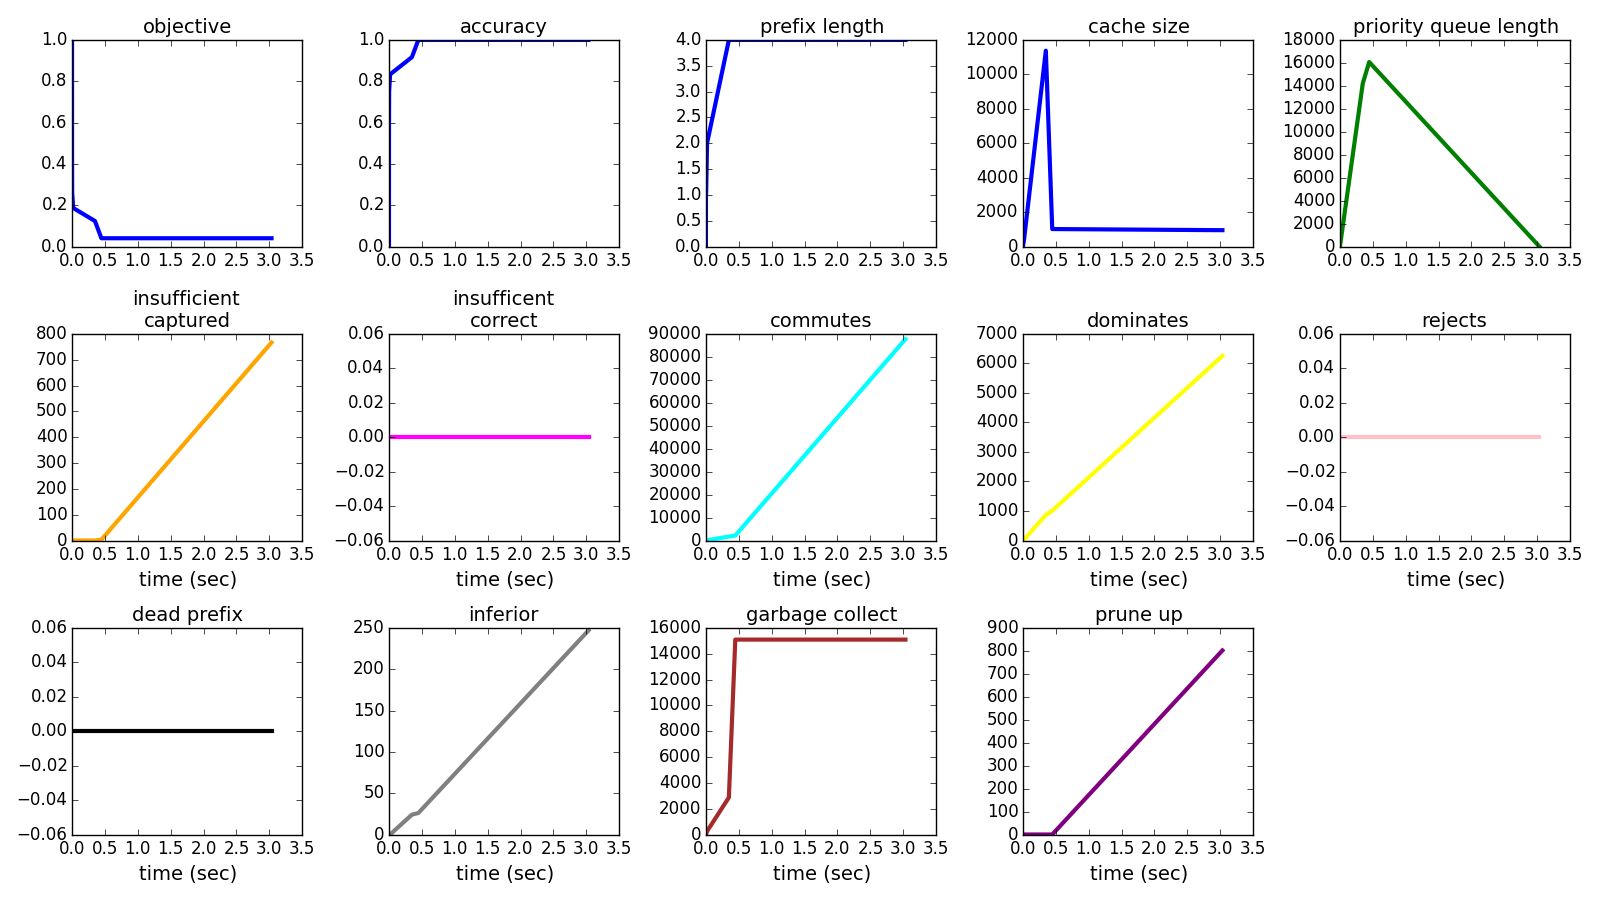 objective
1.0
0.8
0.6
0.4
0.2
0.0
0.0 0.5 1.0 1.5 2.0 2.5 3.0 3.5
accuracy
1.0
0.8
0.6
0.4
0.2
0.0
0.0 0.5 1.0 1.5 2.0 2.5 3.0 3.5
prefix length
4.0
3.5
3.0
2.5
2.0
1.5
1.0
0.5
0.0
0.0 0.5 1.0 1.5 2.0 2.5 3.0 3.5
cache size
12000
10000
8000
6000
4000
2000
0
0.0 0.5 1.0 1.5 2.0 2.5 3.0 3.5
priority queue length
18000
16000
14000
12000
10000
8000
6000
4000
2000
0
0.0 0.5 1.0 1.5 2.0 2.5 3.0 3.5
insufficient
captured
800
700
600
500
400
300
200
100
0
0.0 0.5 1.0 1.5 2.0 2.5 3.0 3.5
time (sec)
insufficent
correct
0.06
0.04
0.02
0.00
−0.02
−0.04
−0.06
0.0 0.5 1.0 1.5 2.0 2.5 3.0 3.5
time (sec)
commutes
90000
80000
70000
60000
50000
40000
30000
20000
10000
0
0.0 0.5 1.0 1.5 2.0 2.5 3.0 3.5
time (sec)
dominates
7000
6000
5000
4000
3000
2000
1000
0
0.0 0.5 1.0 1.5 2.0 2.5 3.0 3.5
time (sec)
rejects
0.06
0.04
0.02
0.00
−0.02
−0.04
−0.06
0.0 0.5 1.0 1.5 2.0 2.5 3.0 3.5
time (sec)
dead prefix
0.06
0.04
0.02
0.00
−0.02
−0.04
−0.06
0.0 0.5 1.0 1.5 2.0 2.5 3.0 3.5
time (sec)
inferior
250
200
150
100
50
0
0.0 0.5 1.0 1.5 2.0 2.5 3.0 3.5
time (sec)
garbage collect
16000
14000
12000
10000
8000
6000
4000
2000
0
0.0 0.5 1.0 1.5 2.0 2.5 3.0 3.5
time (sec)
prune up
900
800
700
600
500
400
300
200
100
0
0.0 0.5 1.0 1.5 2.0 2.5 3.0 3.5
time (sec)